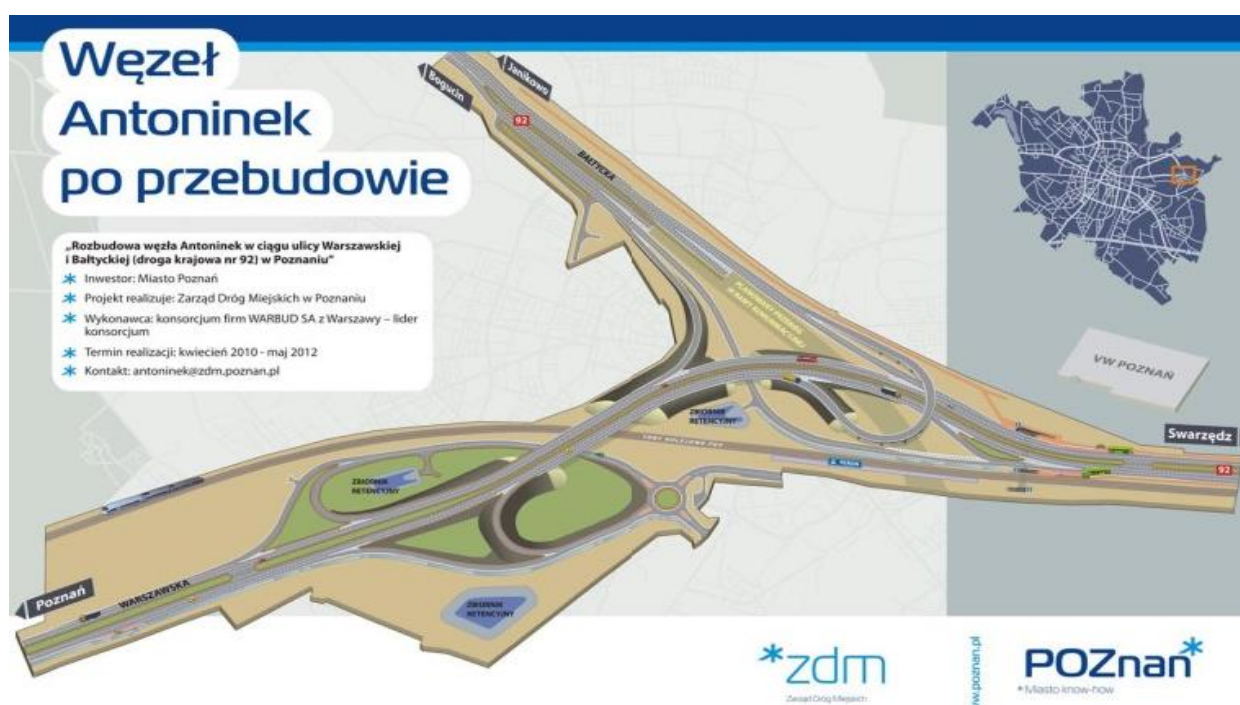 Węzeł
Antoninek
po przebudowie
„Rozbudowa węzła Antoninek w ciągu ulicy Warszawskiej
i Bałtyckiej (droga krajowa nr 92) w Poznaniu”
Inwestor: Miasto Poznań
Projekt realizuje: Zarząd Dróg Miejskich w Poznaniu
Wykonawca: konsorcjum firm WARBUD SA z Warszawy – lider
konsorcjum
Termin realizacji: kwiecień 2010 - maj 2012
Kontakt: antoninek@zdm.poznan.pl
Bogucin
Janikowo
92
BAŁTYCKA
VW POZNAŃ
Swarzędz
92
ZBIORNIK
RETENCYJNY
ZBIORNIK
RETENCYJNY
Poznań
WARSZAWSKA
ZBIORNIK
RETENCYJNY
*zdm
Zarząd Dróg Miejskich
www.poznan.pl
POZnań*
* Miasto know-how